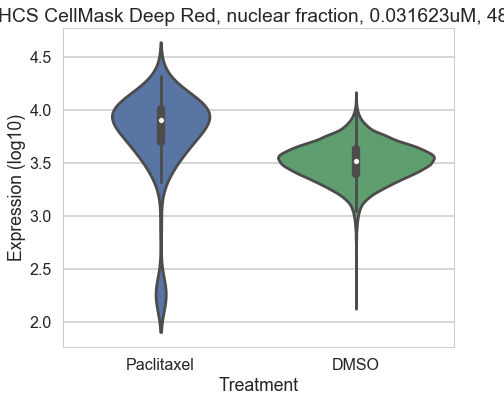 HCS CellMask Deep Red, nuclear fraction, 0.031623uM, 48
4.5
4.0
3.5
3.0
2.5
2.0
Expression (log10)
Paclitaxel DMSO
Treatment